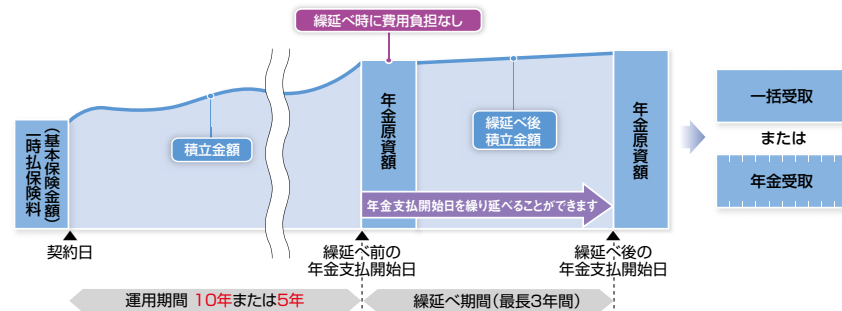 繰延べ時に費用負担なし
一時払保険料
(基本保険金額)
積立金額
年金原資額
繰延べ後
積立金額
年金原資額
年金支払開始日を繰り延べることができます
一括受取
または
年金受取
契約日
繰延べ前の
年金支払開始日
繰延べ後の
年金支払開始日
運用期間 10年または5年
繰延べ期間(最長3年間)